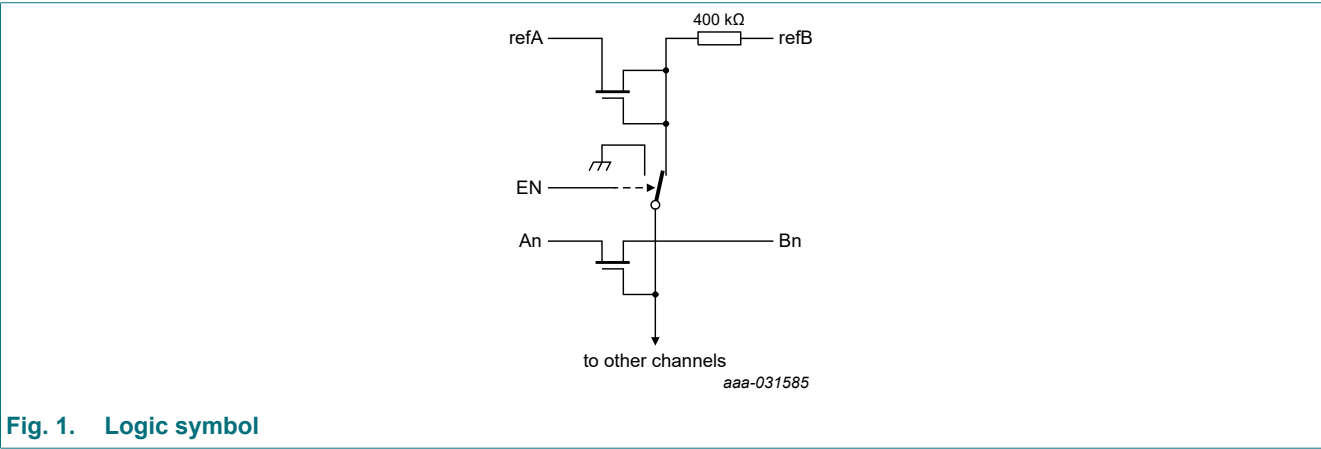 400 kΩ
refA
refB
EN
An
Bn
to other channels
aaa-031585
Fig. 1. Logic symbol